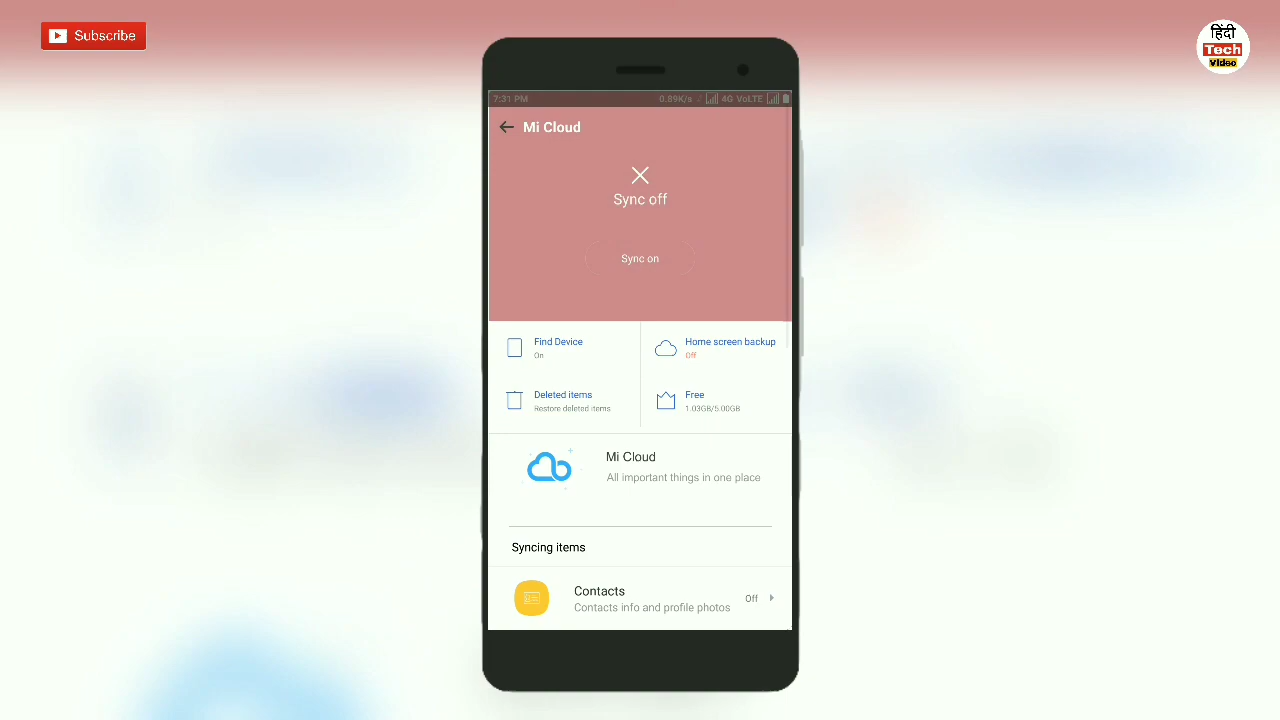 Subscribe
हिंदी
Tech
Video
7:31 PM
0.89K/s 4G VoLTE
Mi Cloud
Sync off
Sync on
Find Device
On
Home screen backup
Off
Deleted items
Restore deleted items
Free
1.03GB/5.00GB
Mi Cloud
All important things in one place
Syncing items
Contacts
Contacts info and profile photos
Off